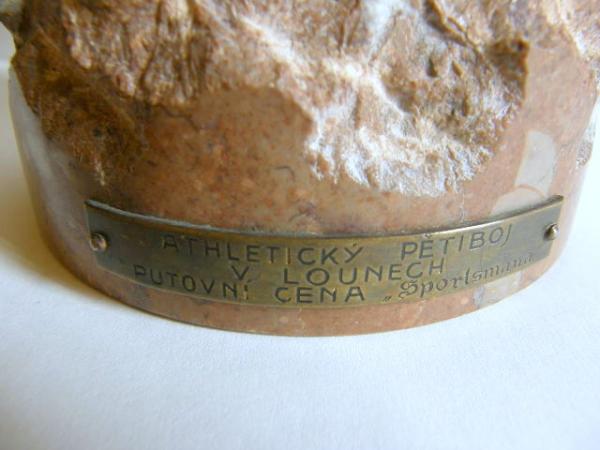 ATHLETICKÝ PĚTIBOJ
V LOUNECH
PUTOVNÍ CENA „Sportsmana“